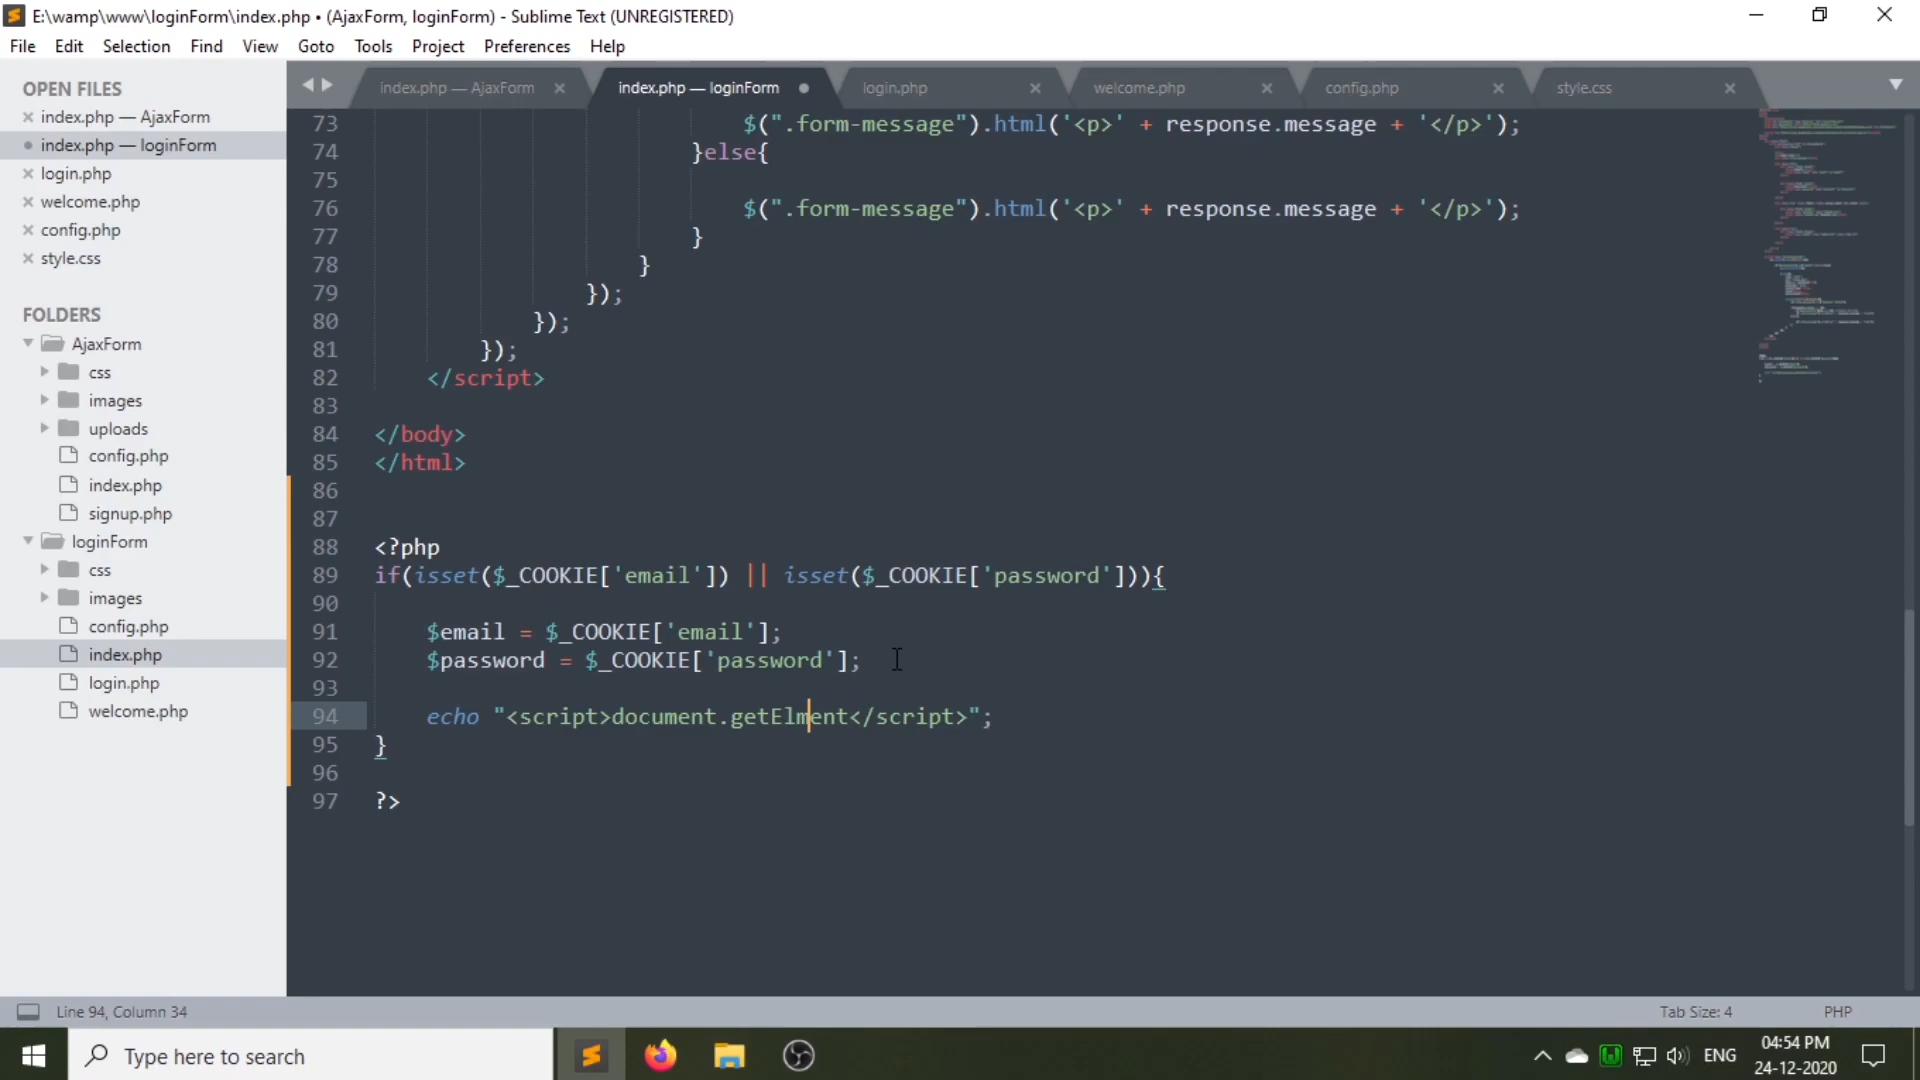 E:\wamp\www\loginForm\index.php • (AjaxForm, loginForm) - Sublime Text (UNREGISTERED)
File Edit Selection Find View Goto Tools Project Preferences Help
OPEN FILES
index.php — AjaxForm
index.php — loginForm
login.php
welcome.php
config.php
style.css
FOLDERS
AjaxForm
css
images
uploads
config.php
index.php
signup.php
loginForm
css
images
config.php
index.php
login.php
welcome.php
index.php — AjaxForm index.php — loginForm login.php welcome.php config.php style.css
73 $(".form-message").html('<p>' + response.message + '</p>');
74 }else{
75
76 $(".form-message").html('<p>' + response.message + '</p>');
77 }
78 }
79 });
80 });
81 });
82 </script>
83
84 </body>
85 </html>
86
87
88 <?php
89 if(isset($_COOKIE['email']) || isset($_COOKIE['password'])){
90
91 $email = $_COOKIE['email'];
92 $password = $_COOKIE['password'];
93
94 echo "<script>document.getElment</script>";
95 }
96
97 ?>
Line 94, Column 34 Tab Size: 4 PHP
Type here to search
ENG
04:54 PM
24-12-2020